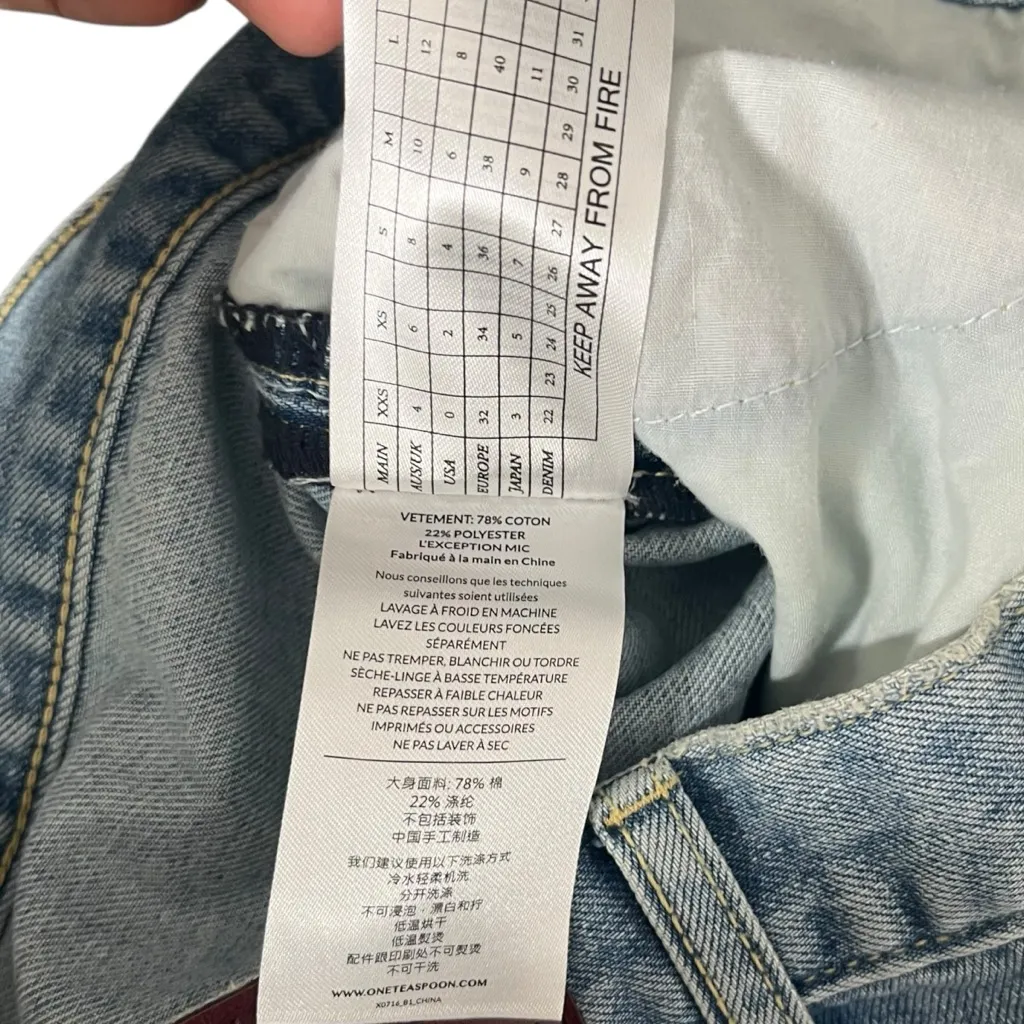 MAIN XXS XS S M L
AUS/UK 4 6 8 10 12
USA 0 2 4 6 8
EUROPE 32 34 36 38 40
JAPAN 3 5 7 9 11
DENIM 22 23 24 25 26 27 28 29 30 31
KEEP AWAY FROM FIRE
VETEMENT: 78% COTON
22% POLYESTER
L'EXCEPTION MIC
Fabriqué à la main en Chine
Nous conseillons que les techniques
suivantes soient utilisées
LAVAGE À FROID EN MACHINE
LAVEZ LES COULEURS FONCÉES
SÉPARÉMENT
NE PAS TREMPER, BLANCHIR OU TORDRE
SÈCHE-LINGE À BASSE TEMPÉRATURE
REPASSER À FAIBLE CHALEUR
NE PAS REPASSER SUR LES MOTIFS
IMPRIMÉS OU ACCESSOIRES
NE PAS LAVER À SEC
大身面料: 78% 棉
22% 涤纶
不包括装饰
中国手工制造
我们建议使用以下洗涤方式
冷水轻柔机洗
分开洗涤
不可浸泡，漂白和拧
低温烘干
低温熨烫
配件跟印刷处不可熨烫
不可干洗
WWW.ONETEASPOON.COM
X0716_B1_CHINA